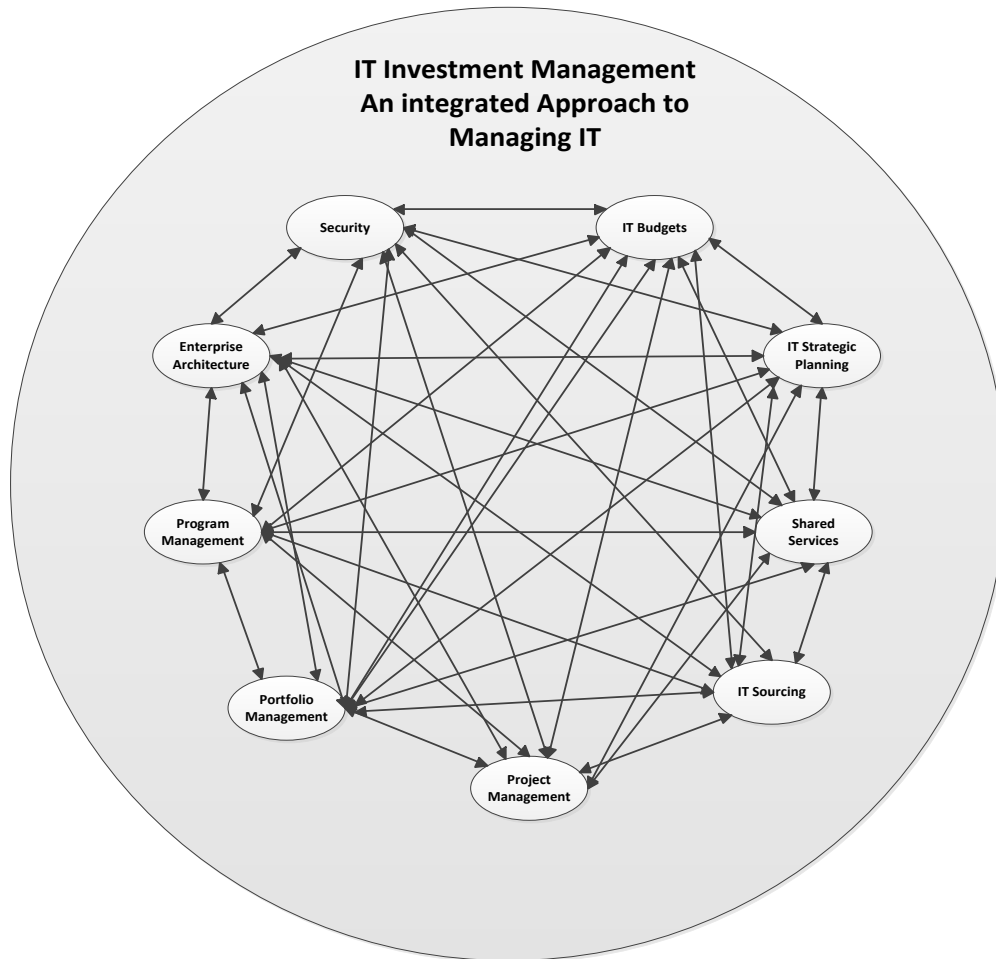 IT Investment Management
An integrated Approach to
Managing IT
Security
IT Budgets
Enterprise
Architecture
IT Strategic
Planning
Program
Management
Shared
Services
Portfolio
Management
IT Sourcing
Project
Management